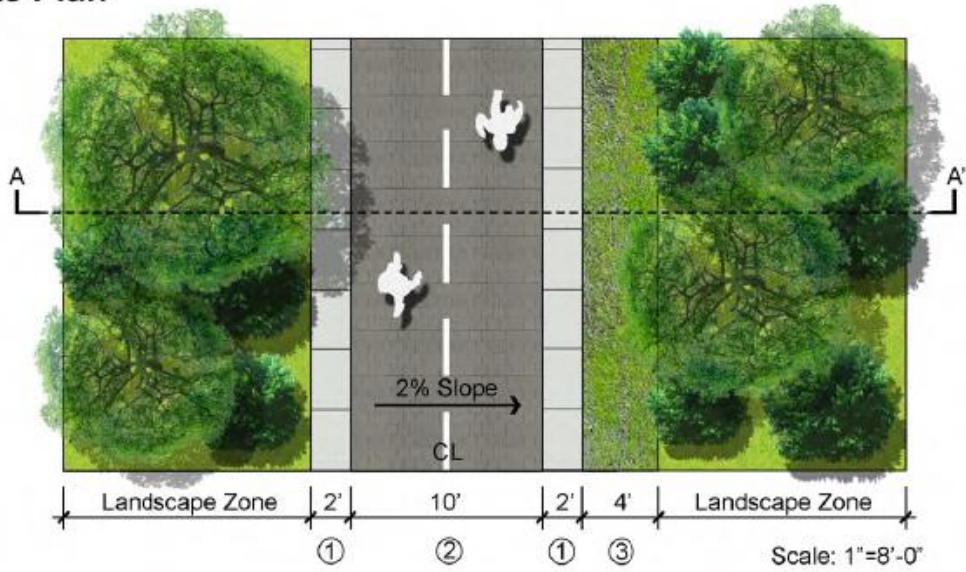 Plan
A A'
2% Slope
CL
Landscape Zone 2' 10' 2' 4' Landscape Zone
① ② ① ③
Scale: 1"=8'-0"